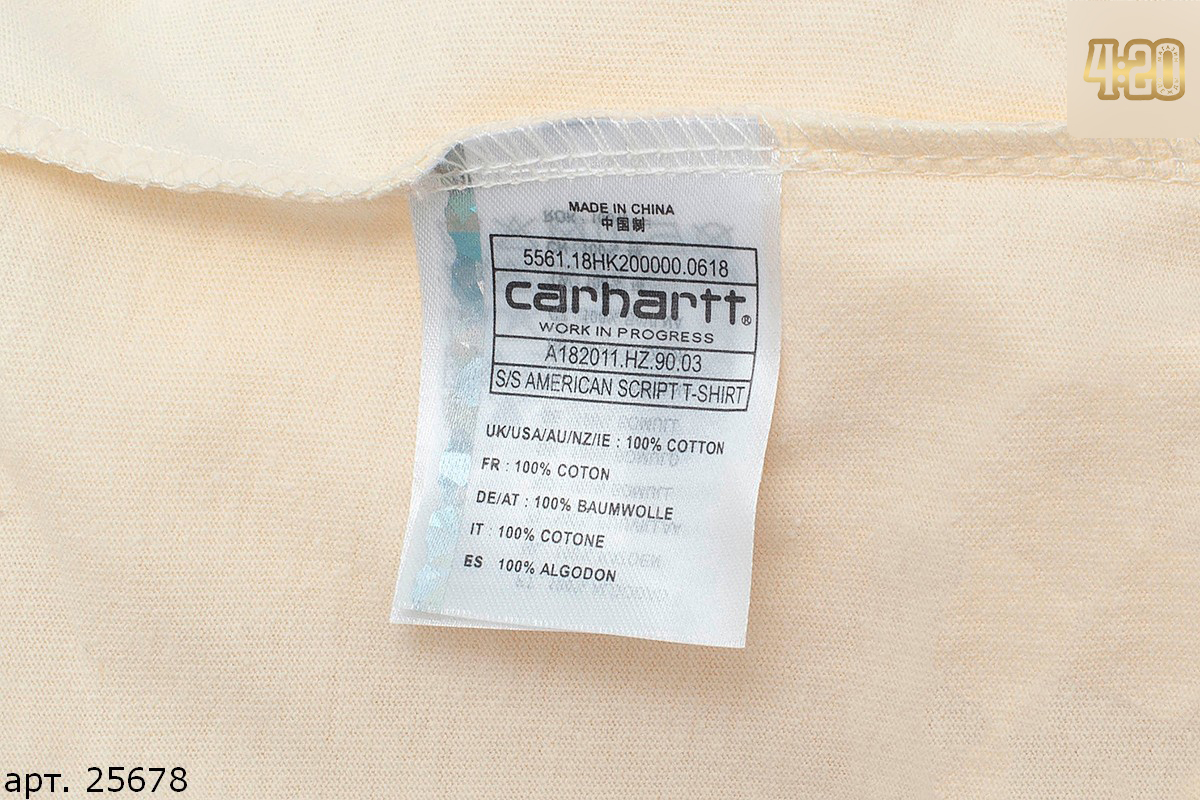 4:20
MADE IN CHINA
中国制
5561.18HK200000.0618
carhartt®
WORK IN PROGRESS
A182011.HZ.90.03
S/S AMERICAN SCRIPT T-SHIRT
UK/USA/AU/NZ/IE : 100% COTTON
FR : 100% COTON
DE/AT : 100% BAUMWOLLE
IT : 100% COTONE
ES 100% ALGODON
арт. 25678